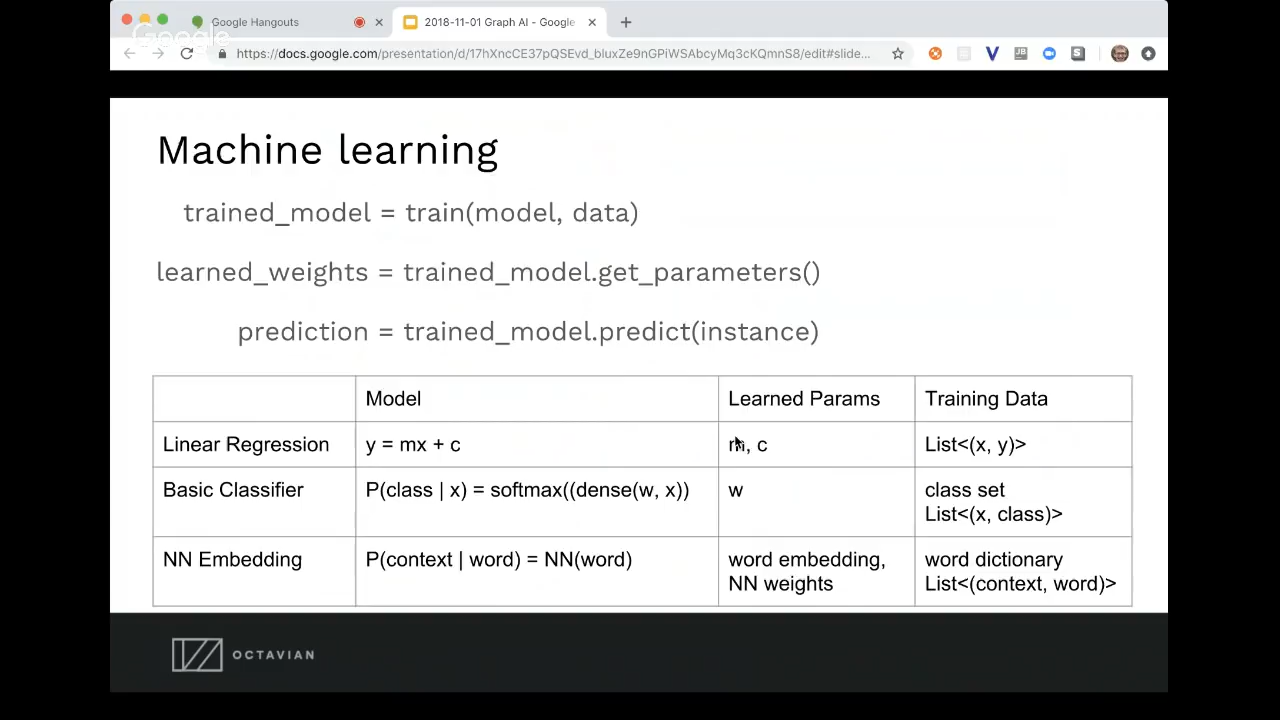 Google Hangouts
2018-11-01 Graph AI - Google
Google
https://docs.google.com/presentation/d/17hXncCE37pQSEvd_bluxZe9nGPiWSAbcyMq3cKQmnS8/edit#slide...
V
JB
S
Machine learning
trained_model = train(model, data)
learned_weights = trained_model.get_parameters()
prediction = trained_model.predict(instance)
Model Learned Params Training Data
Linear Regression y = mx + c m, c List<(x, y)>
Basic Classifier P(class | x) = softmax((dense(w, x)) w class set
List<(x, class)>
NN Embedding P(context | word) = NN(word) word embedding, word dictionary
NN weights List<(context, word)>
OCTAVIAN